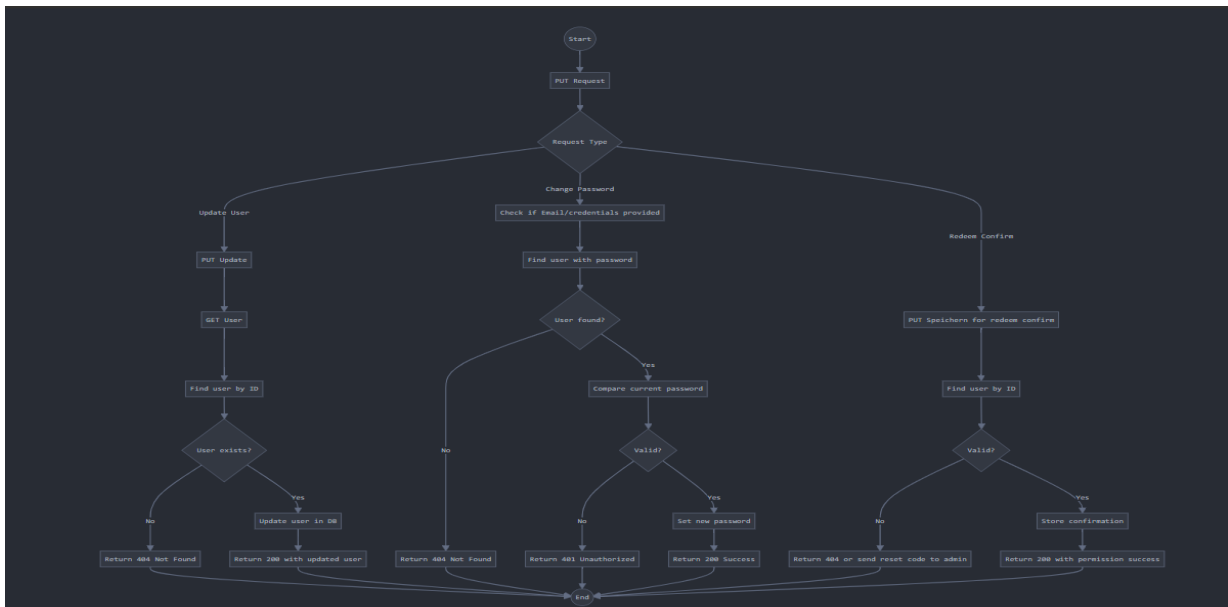 Start
PUT Request
Request Type
Change Password
Update User
Check if Email/credentials provided
Redeem Confirm
PUT Update
Find user with password
GET User
User found?
PUT Speichern for redeem confirm
Yes
Find user by ID
Compare current password
Find user by ID
User exists?
No
Valid?
Valid?
Yes
Yes
Yes
No
Update user in DB
No
Set new password
No
Store confirmation
Return 404 Not Found
Return 200 with updated user
Return 404 Not Found
Return 401 Unauthorized
Return 200 Success
Return 404 or send reset code to admin
Return 200 with permission success
End